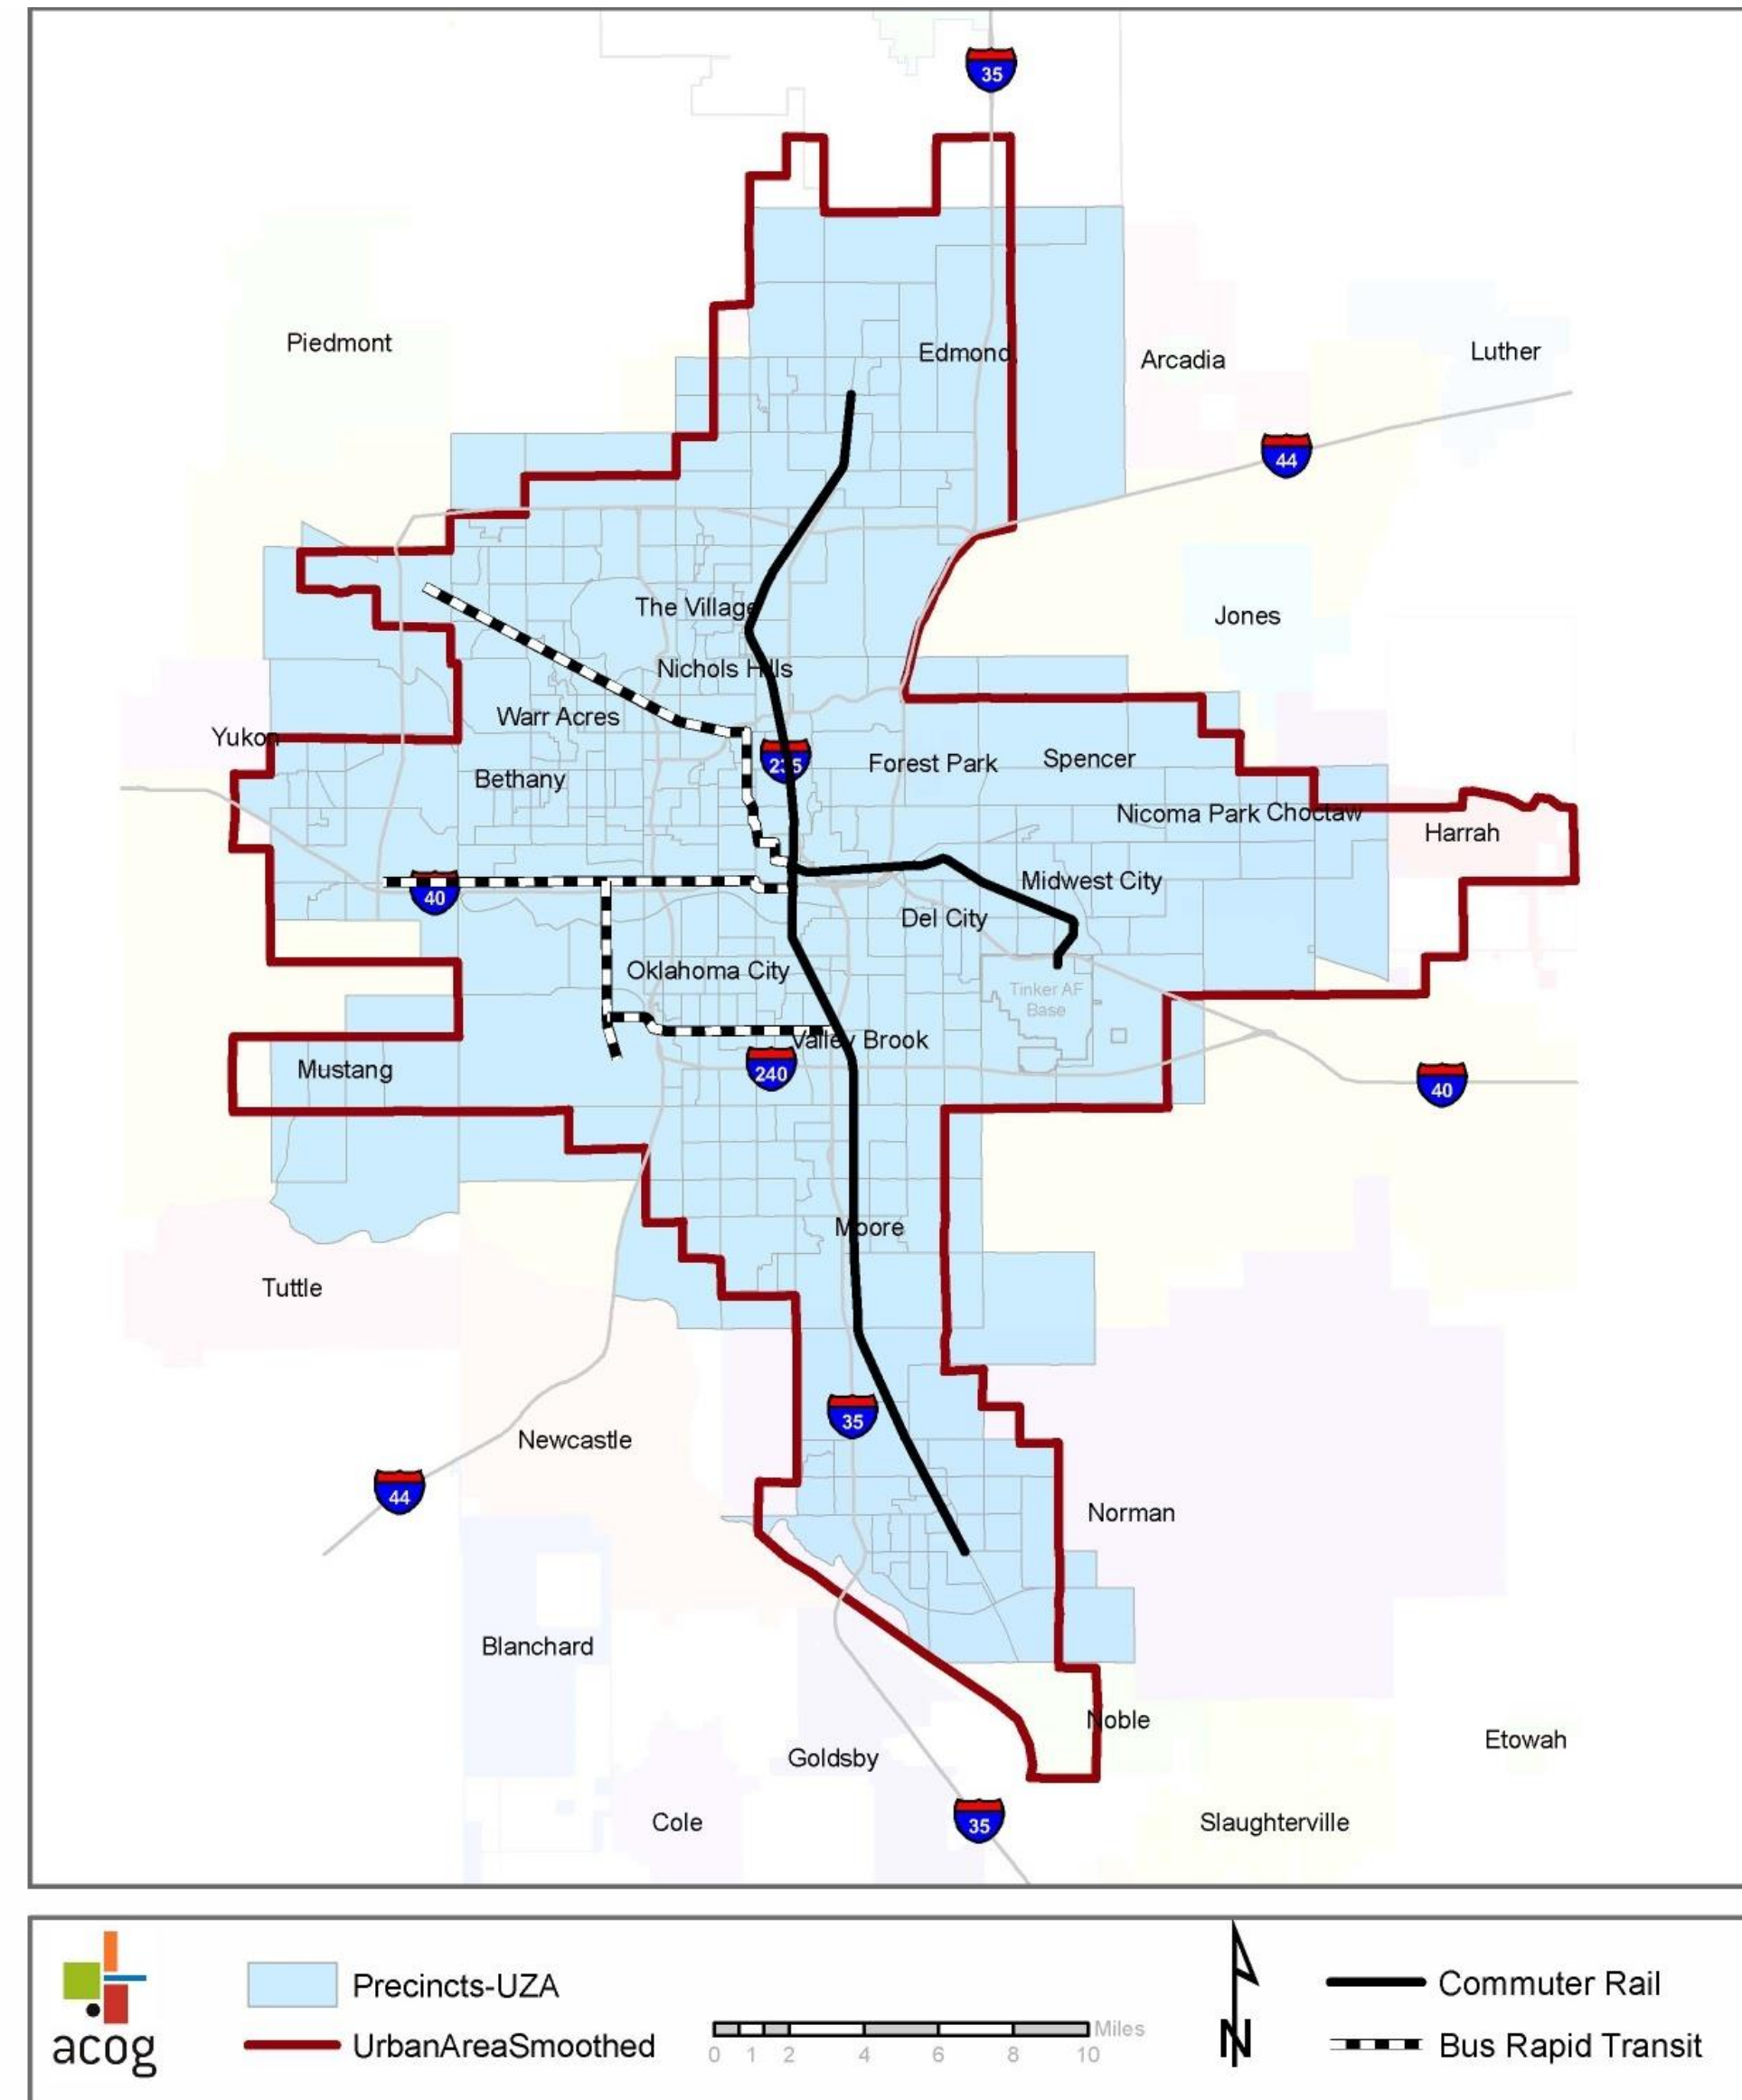 35
Piedmont
Edmond
Arcadia
Luther
44
The Village
Jones
Nichols Hills
Warr Acres
Yukon
235
Forest Park
Spencer
Bethany
Nicoma Park
Choctaw
Harrah
Midwest City
40
Del City
Oklahoma City
Tinker AF
Base
Valley Brook
Mustang
240
40
Moore
Tuttle
35
Newcastle
44
Norman
Blanchard
Noble
Etowah
Goldsby
Cole
35
Slaughterville
acog
Precincts-UZA
UrbanAreaSmoothed
Miles
0 1 2 4 6 8 10
N
Commuter Rail
Bus Rapid Transit